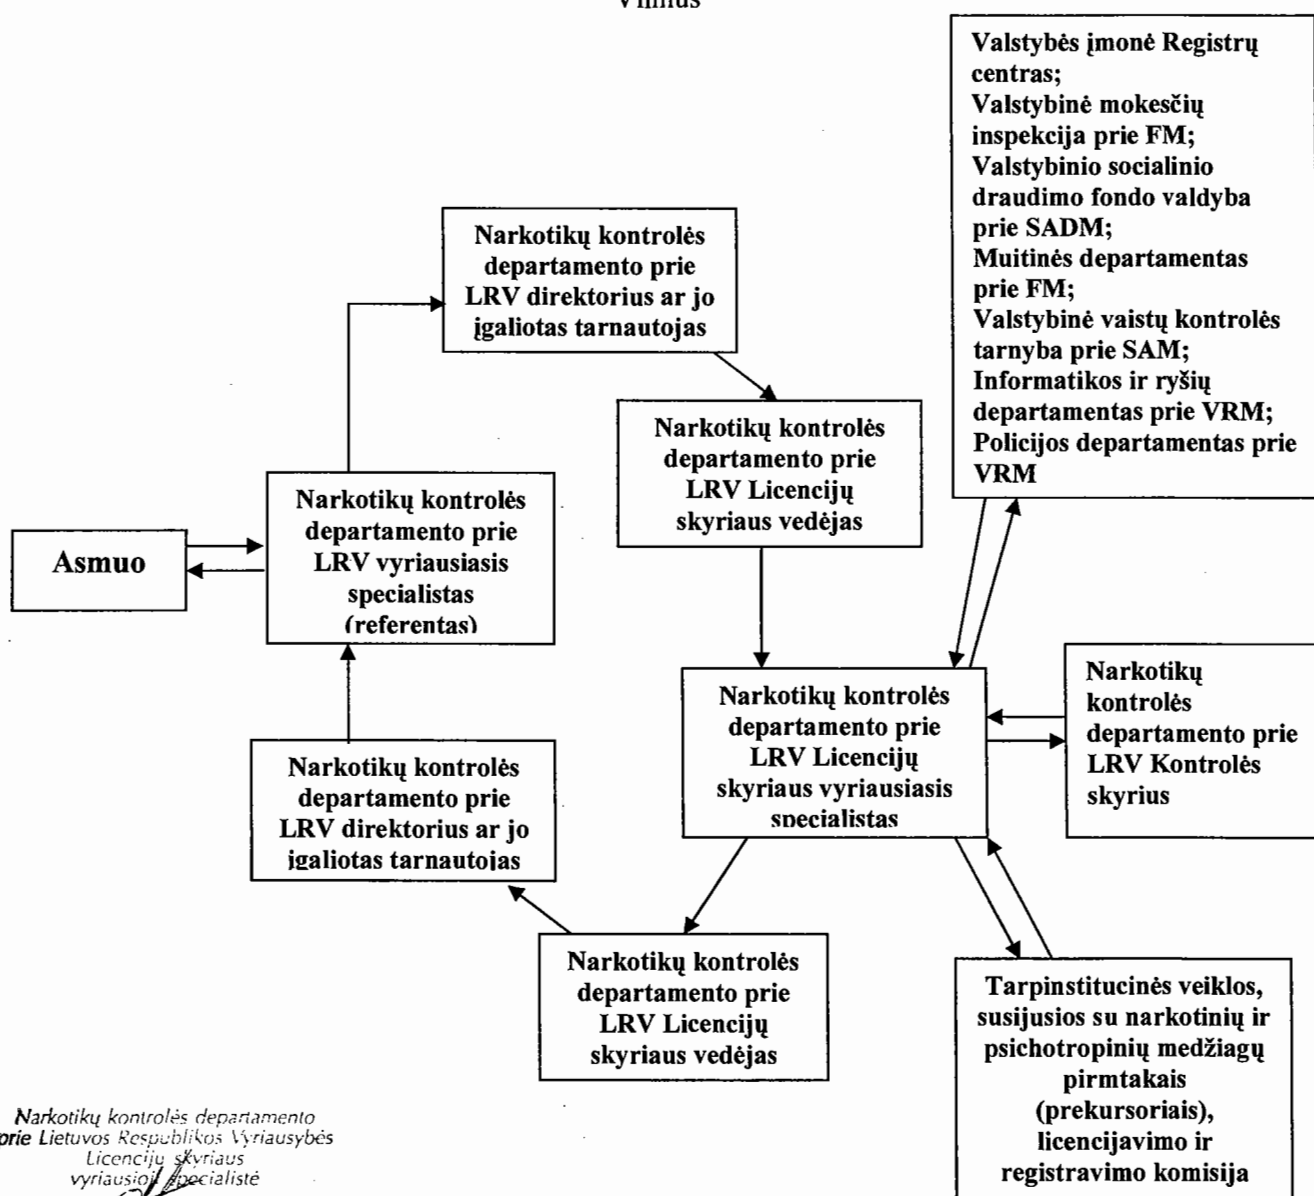 Vilnius
Valstybės įmonė Registrų
centras;
Valstybinė mokesčių
inspekcija prie FM;
Valstybinio socialinio
draudimo fondo valdyba
prie SADM;
Muitinės departamentas
prie FM;
Valstybinė vaistų kontrolės
tarnyba prie SAM;
Informatikos ir ryšių
departamentas prie VRM;
Policijos departamentas prie
VRM
Narkotikų kontrolės
departamento prie
LRV direktorius ar jo
įgaliotas tarnautojas
Narkotikų kontrolės
departamento prie
LRV Licencijų
skyriaus vedėjas
Asmuo
Narkotikų kontrolės
departamento prie
LRV vyriausiasis
specialistas
(referentas)
Narkotikų kontrolės
departamento prie
LRV Licencijų
skyriaus vyriausiasis
specialistas
Narkotikų
kontrolės
departamento prie
LRV Kontrolės
skyrius
Narkotikų kontrolės
departamento prie
LRV direktorius ar jo
įgaliotas tarnautojas
Narkotikų kontrolės
departamento prie
LRV Licencijų
skyriaus vedėjas
Tarpinstitucinės veiklos,
susijusios su narkotinių ir
psichotropinių medžiagų
pirmtakais
(prekursoriais),
licencijavimo ir
registravimo komisija
Narkotikų kontrolės departamento
prie Lietuvos Respublikos Vyriausybės
Licencijų skyriaus
vyriausioji specialistė